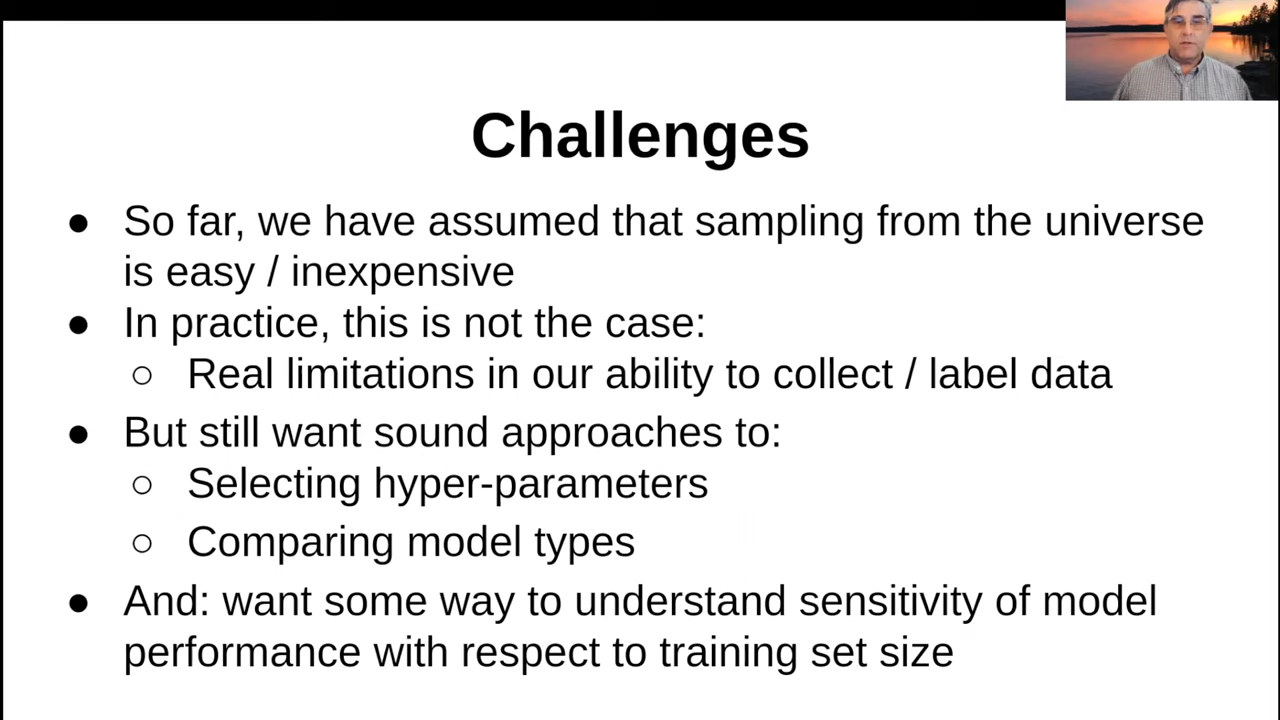 Challenges
● So far, we have assumed that sampling from the universe
is easy / inexpensive
● In practice, this is not the case:
○ Real limitations in our ability to collect / label data
● But still want sound approaches to:
○ Selecting hyper-parameters
○ Comparing model types
● And: want some way to understand sensitivity of model
performance with respect to training set size